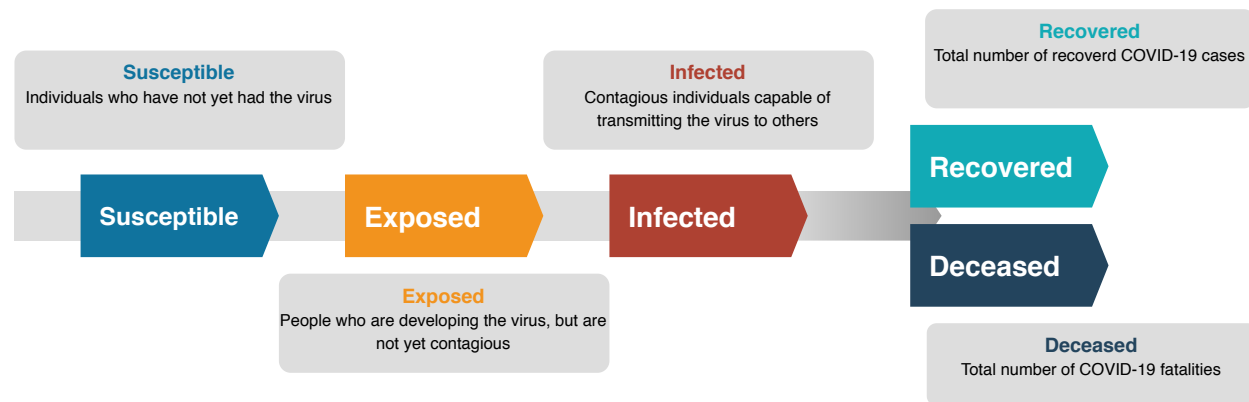 Susceptible
Individuals who have not yet had the virus
Infected
Contagious individuals capable of
transmitting the virus to others
Recovered
Total number of recoverd COVID-19 cases
Susceptible
Exposed
Infected
Recovered
Deceased
Exposed
People who are developing the virus, but are
not yet contagious
Deceased
Total number of COVID-19 fatalities